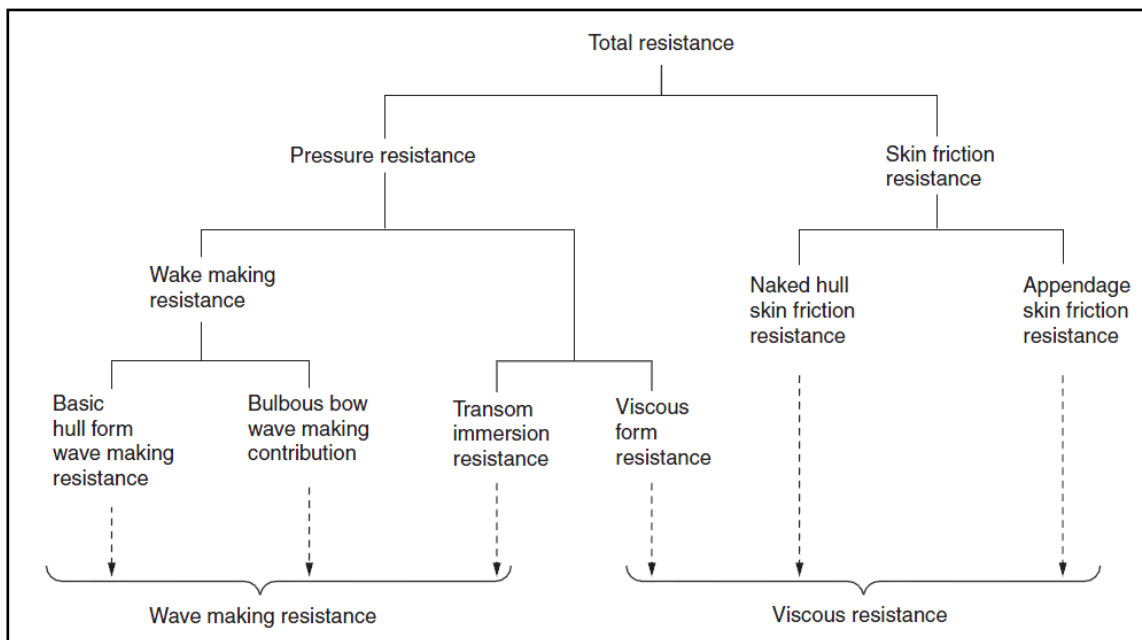 Total resistance
Pressure resistance
Skin friction
resistance
Wake making
resistance
Naked hull
skin friction
resistance
Appendage
skin friction
resistance
Basic
hull form
wave making
resistance
Bulbous bow
wave making
contribution
Transom
immersion
resistance
Viscous
form
resistance
Wave making resistance
Viscous resistance